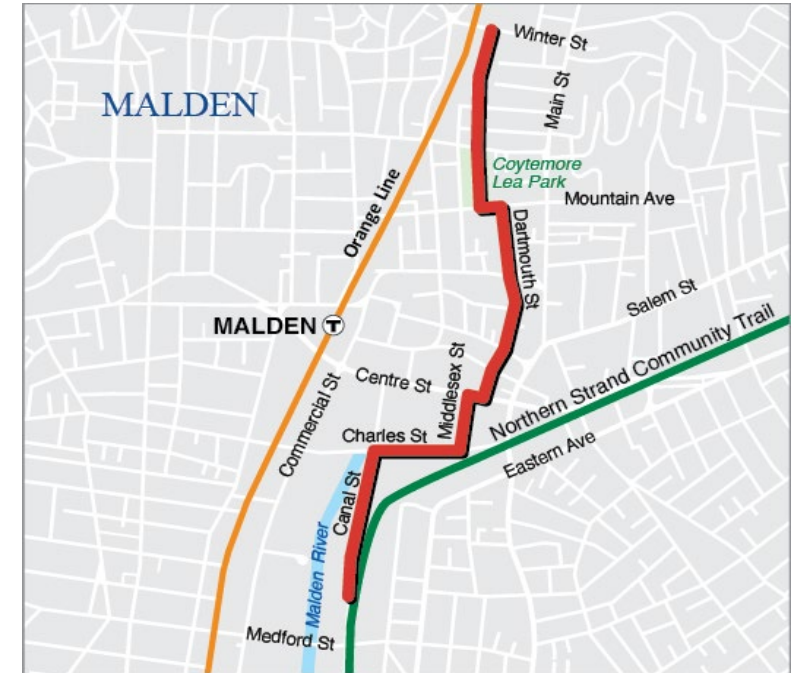 Winter St
Main St
MALDEN
Coytemore
Lea Park
Mountain Ave
Orange Line
Dartmouth St
Salem St
MALDEN T
Northern Strand Community Trail
Middlesex St
Centre St
Commercial St
Charles St
Eastern Ave
Canal St
Malden River
Medford St